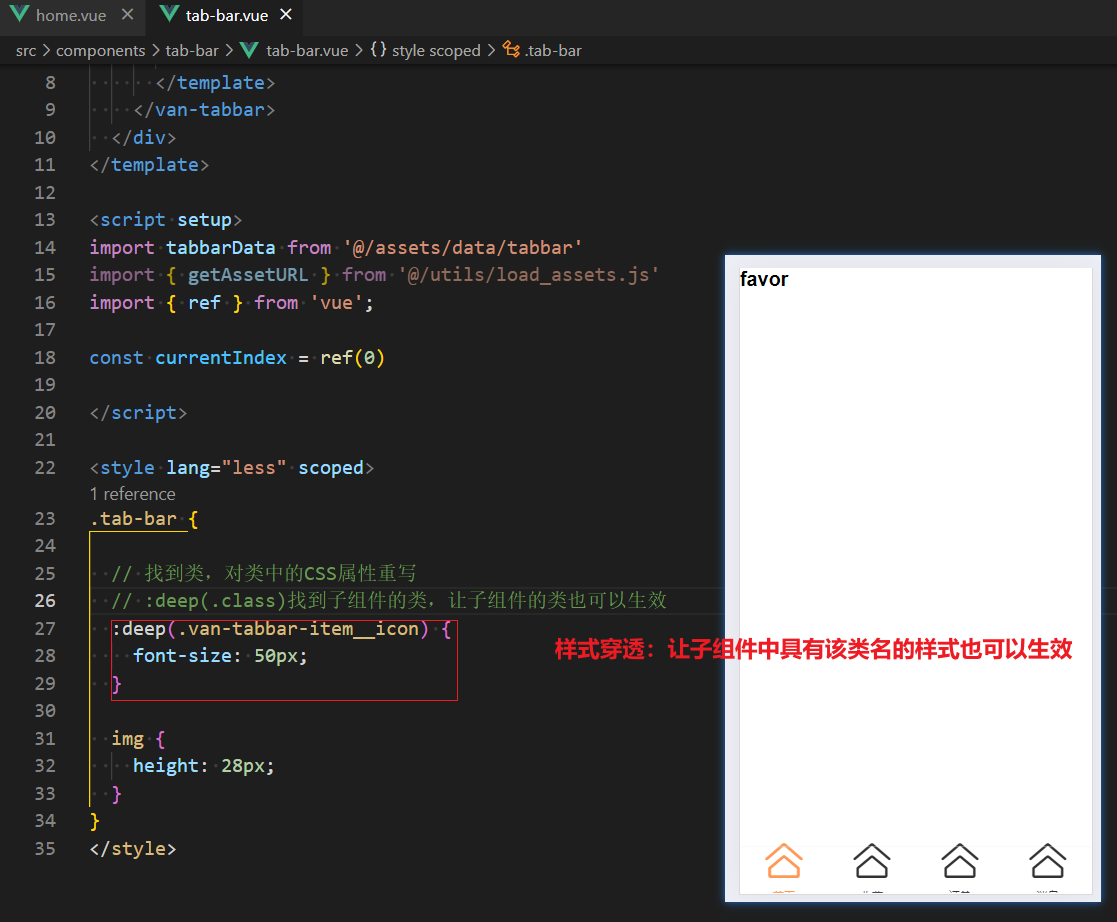 home.vue × tab-bar.vue ×
src > components > tab-bar > tab-bar.vue > {} style scoped > .tab-bar
8 </template>
9 </van-tabbar>
10 </div>
11 </template>
12
13 <script setup>
14 import tabbarData from '@/assets/data/tabbar'
15 import { getAssetURL } from '@/utils/load_assets.js'
16 import { ref } from 'vue';
17
18 const currentIndex = ref(0)
19
20 </script>
21
22 <style lang="less" scoped>
1 reference
23 .tab-bar {
24
25 // 找到类，对类中的CSS属性重写
26 // :deep(.class)找到子组件的类，让子组件的类也可以生效
27 :deep(.van-tabbar-item__icon) {
28 font-size: 50px;
29 }
30
31 img {
32 height: 28px;
33 }
34 }
35 </style>
样式穿透：让子组件中具有该类名的样式也可以生效
favor